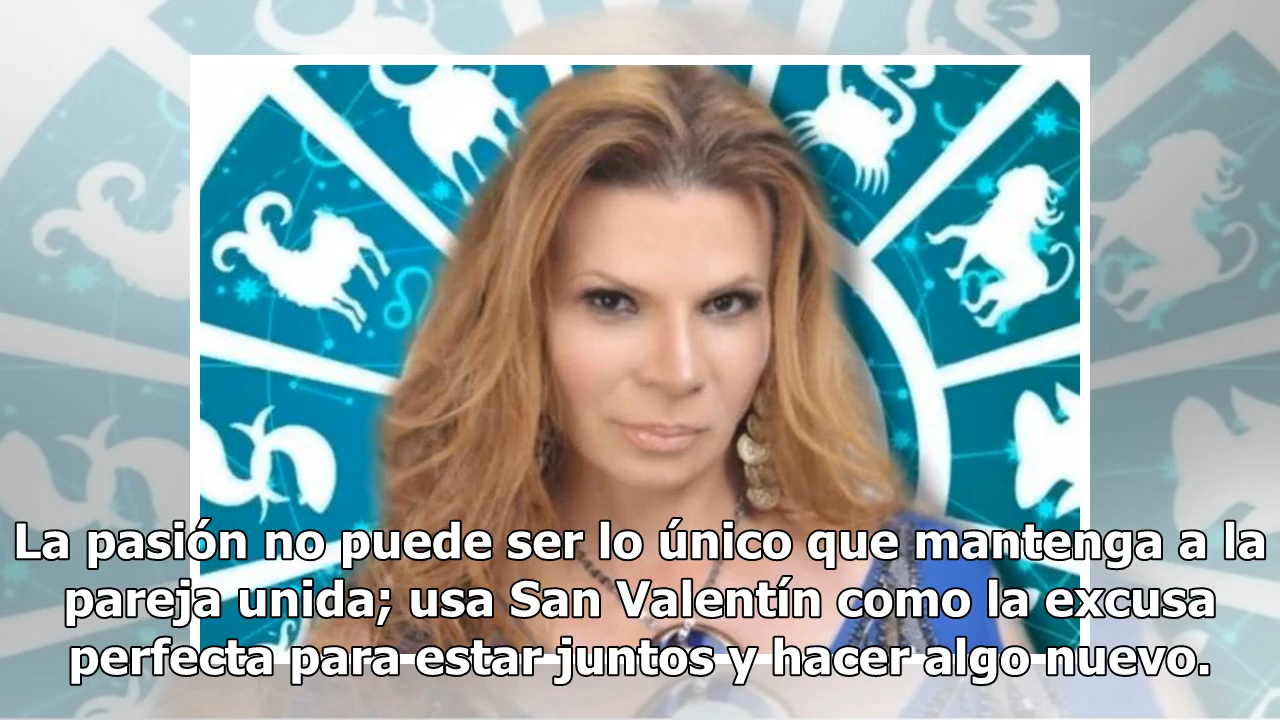 La pasión no puede ser lo único que mantenga a la
pareja unida; usa San Valentín como la excusa
perfecta para estar juntos y hacer algo nuevo.